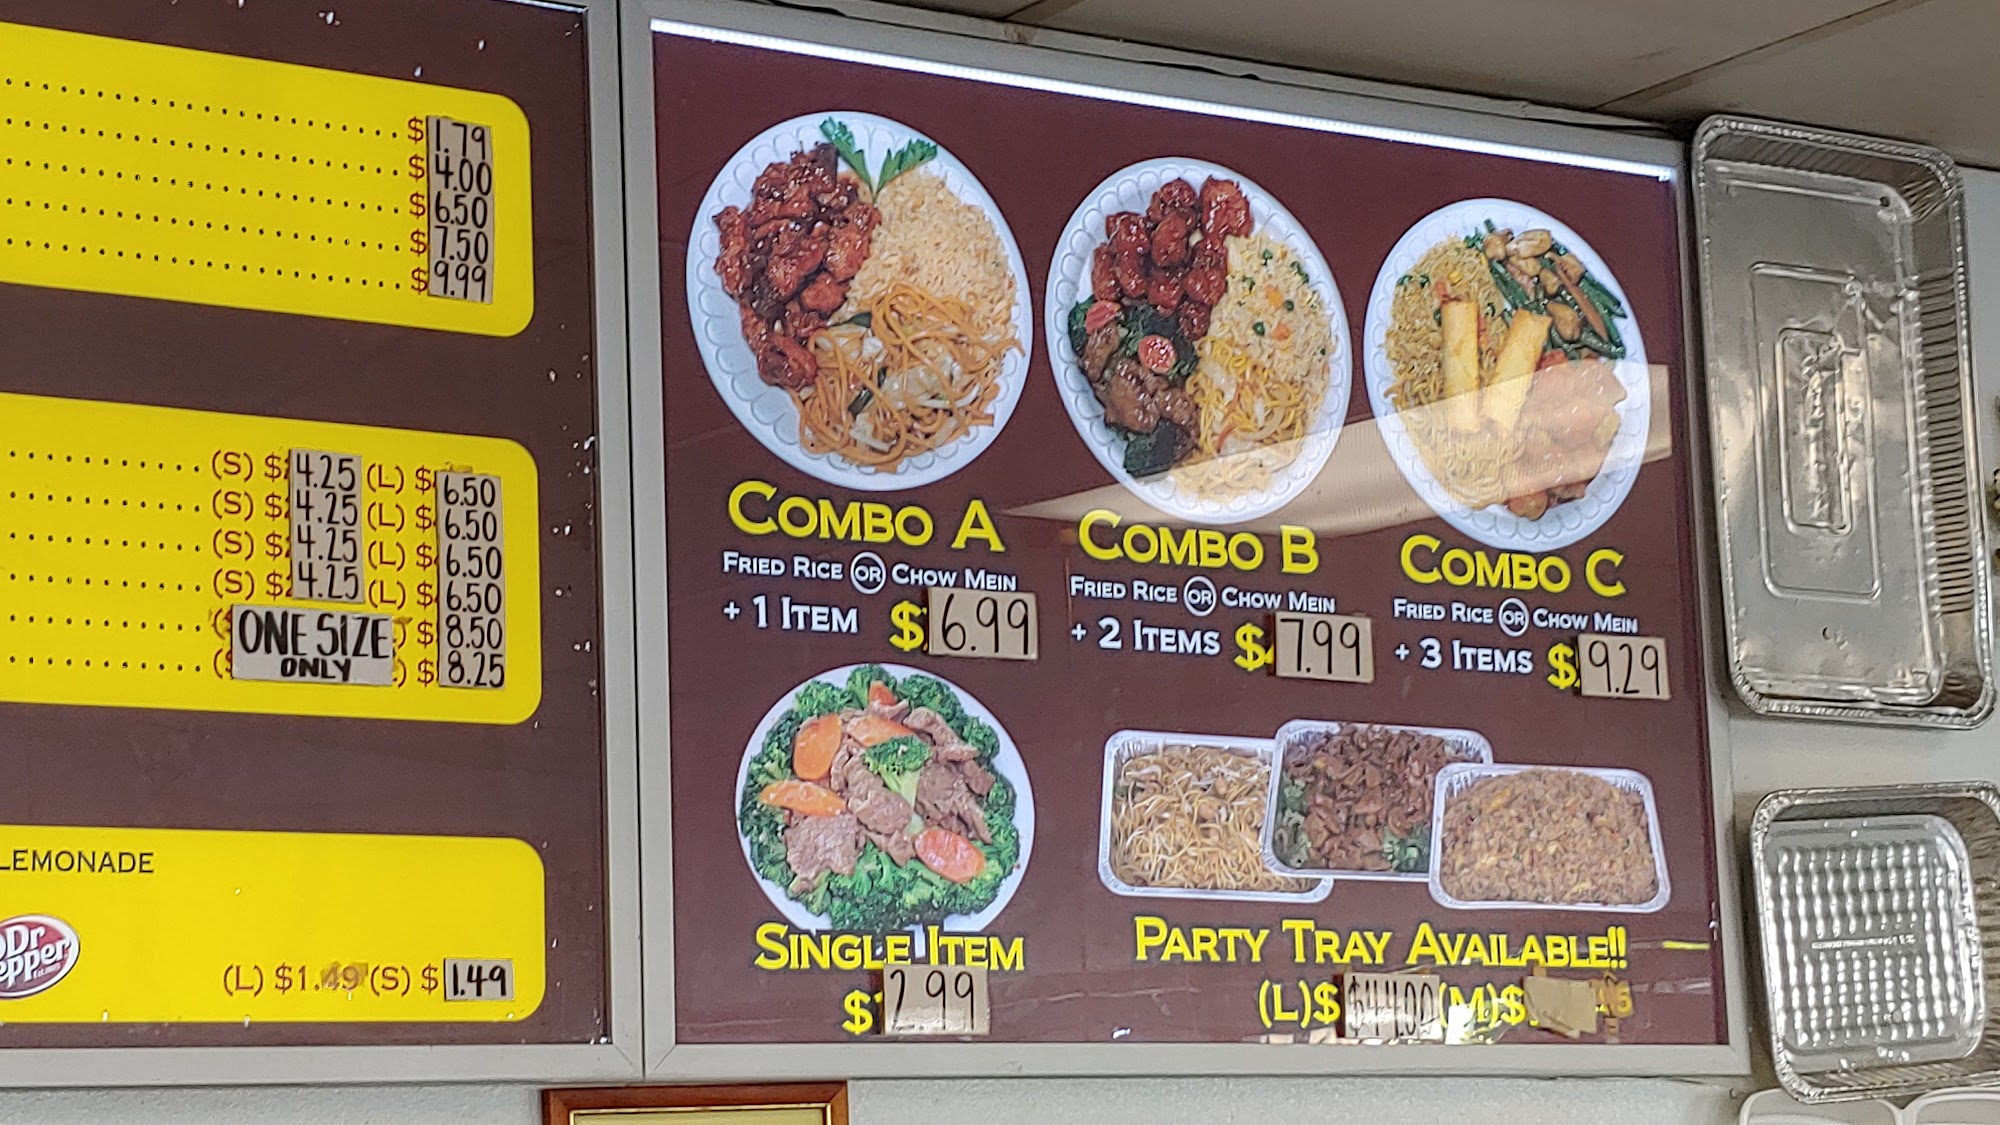 $1.79
$4.00
$6.50
$7.50
$9.99
(S) $4.25 (L) $6.50
(S) $4.25 (L) $6.50
(S) $4.25 (L) $6.50
(S) $4.25 (L) $6.50
ONE SIZE $8.50
ONLY $8.25
LEMONADE
Dr
epper
(L) $1.49 (S) $1.49
COMBO A
FRIED RICE OR CHOW MEIN
+ 1 ITEM $6.99
COMBO B
FRIED RICE OR CHOW MEIN
+ 2 ITEMS $7.99
COMBO C
FRIED RICE OR CHOW MEIN
+ 3 ITEMS $9.29
SINGLE ITEM
$2.99
PARTY TRAY AVAILABLE!!
(L)$ $44.00 (M)$